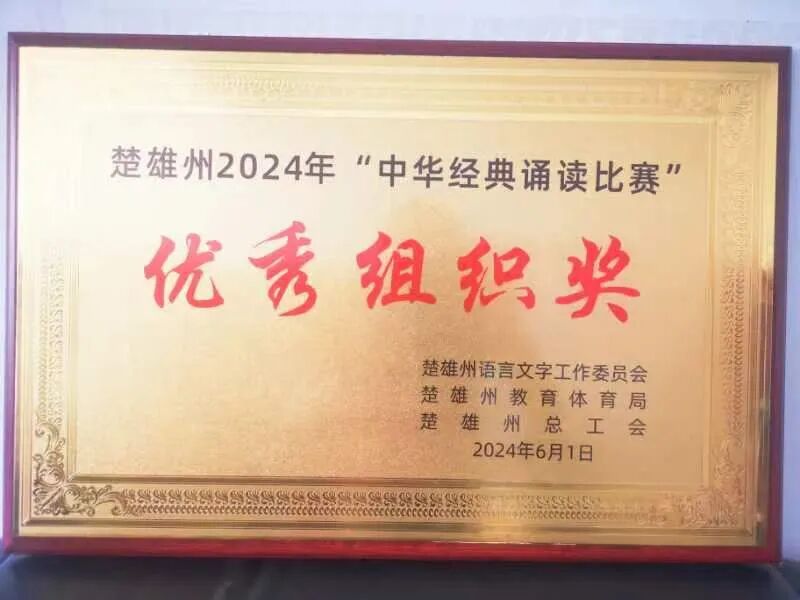 楚雄州2024年“中华经典诵读比赛”
优秀组织奖
楚雄州语言文字工作委员会
楚雄州教育体育局
楚雄州总工会
2024年6月1日